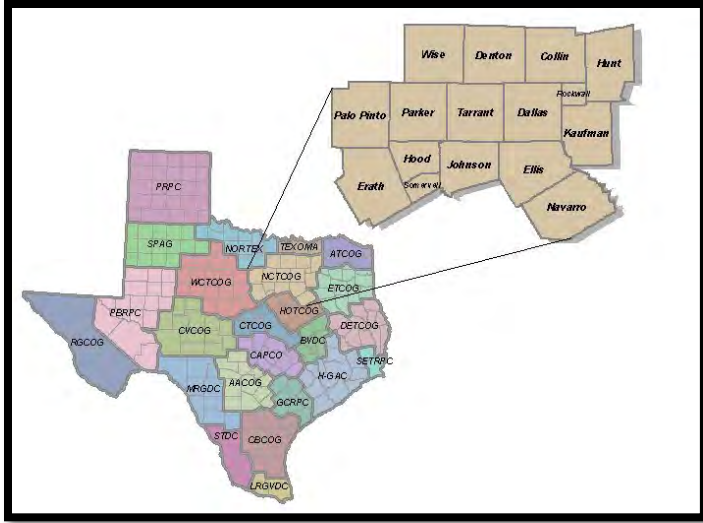 Wise
Denton
Collin
Hunt
Rockwall
Palo Pinto
Parker
Tarrant
Dallas
Kaufman
Hood
Johnson
Ellis
Erath
Somervell
Navarro
PRPC
SPAG
NORTEX
TEXOMA
ATCOG
WCTCOG
NCTCOG
ETCOG
PBRPC
HOTCOG
RGCOG
CVCOG
CTCOG
BVDC
DETCOG
CAPCO
SETRPC
MRGDC
AACOG
H-GAC
GCRPC
STDC
CBCOG
LRGVDC